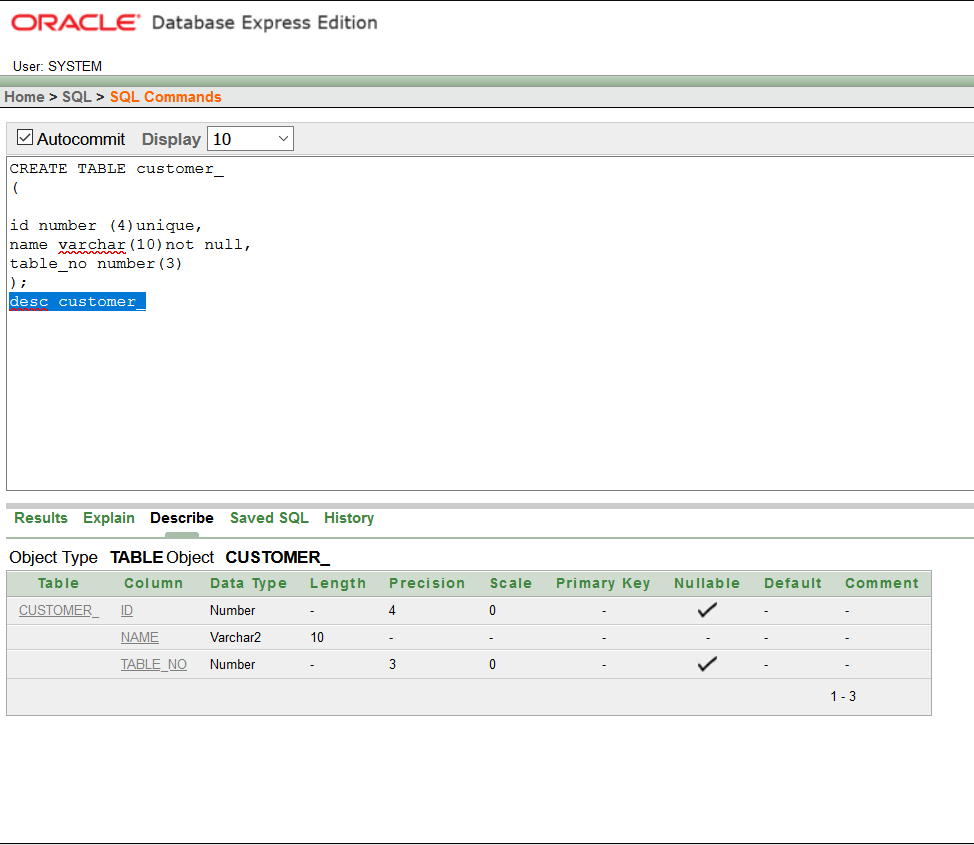 ORACLE Database Express Edition
User: SYSTEM
Home > SQL > SQL Commands
Autocommit Display 10
CREATE TABLE customer_
(
id number (4)unique,
name varchar(10)not null,
table_no number(3)
);
desc customer_
Results Explain Describe Saved SQL History
Object Type TABLE Object CUSTOMER_
Table Column Data Type Length Precision Scale Primary Key Nullable Default Comment
CUSTOMER_ ID Number - 4 0 - ✓ - -
NAME Varchar2 10 - - - - - -
TABLE_NO Number - 3 0 - ✓ - -
1 - 3